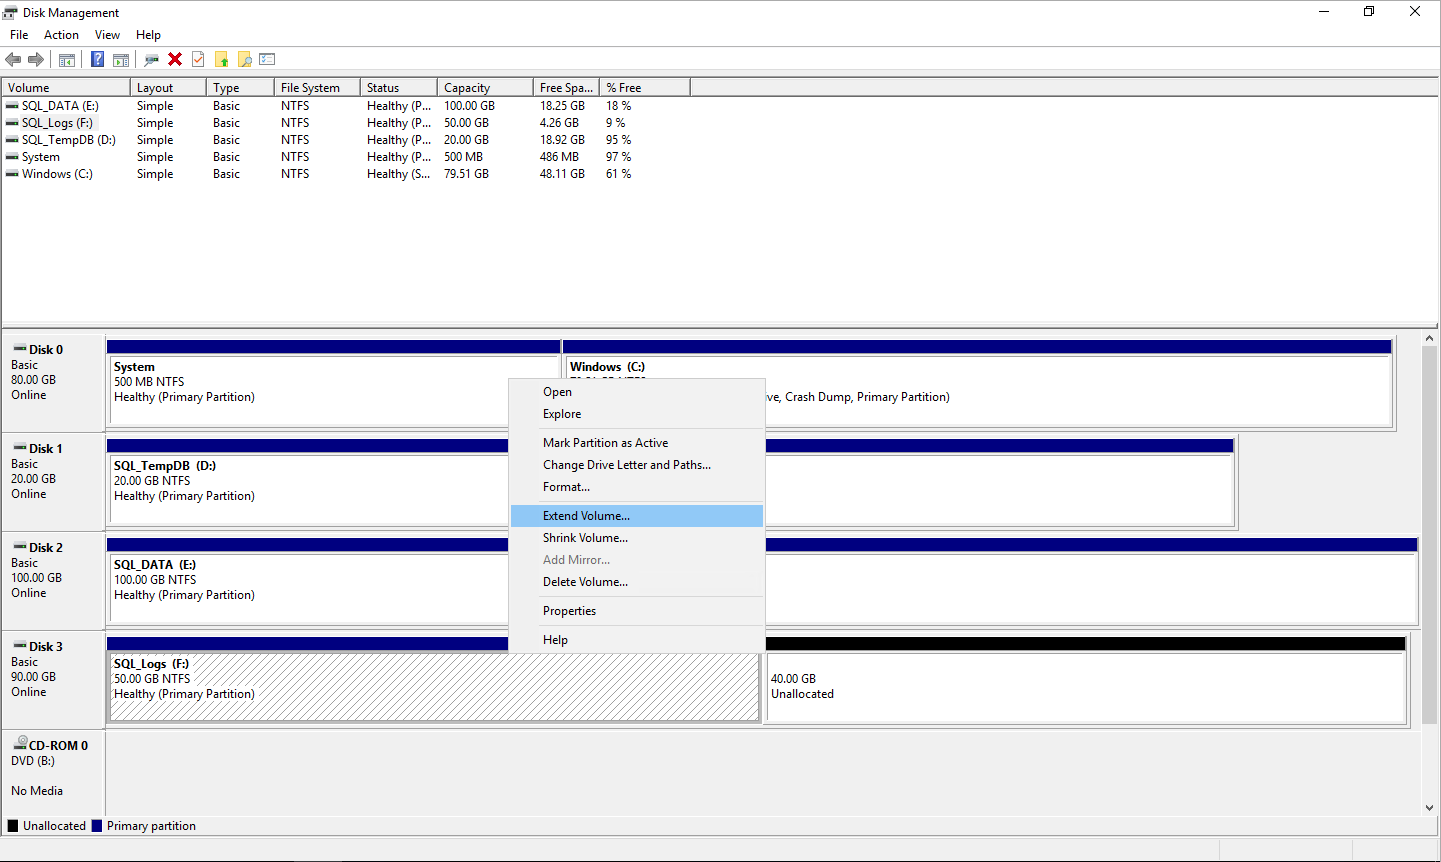 Disk Management
File Action View Help
Volume Layout Type File System Status Capacity Free Spa... % Free
SQL_DATA (E:) Simple Basic NTFS Healthy (P... 100.00 GB 18.25 GB 18 %
SQL_Logs (F:) Simple Basic NTFS Healthy (P... 50.00 GB 4.26 GB 9 %
SQL_TempDB (D:) Simple Basic NTFS Healthy (P... 20.00 GB 18.92 GB 95 %
System Simple Basic NTFS Healthy (P... 500 MB 486 MB 97 %
Windows (C:) Simple Basic NTFS Healthy (S... 79.51 GB 48.11 GB 61 %
Disk 0
Basic
80.00 GB
Online
System
500 MB NTFS
Healthy (Primary Partition)
Windows (C:)
ve, Crash Dump, Primary Partition)
Disk 1
Basic
20.00 GB
Online
SQL_TempDB (D:)
20.00 GB NTFS
Healthy (Primary Partition)
Disk 2
Basic
100.00 GB
Online
SQL_DATA (E:)
100.00 GB NTFS
Healthy (Primary Partition)
Open
Explore
Mark Partition as Active
Change Drive Letter and Paths...
Format...
Extend Volume...
Shrink Volume...
Add Mirror...
Delete Volume...
Properties
Help
Disk 3
Basic
90.00 GB
Online
SQL_Logs (F:)
50.00 GB NTFS
Healthy (Primary Partition)
40.00 GB
Unallocated
CD-ROM 0
DVD (B:)
No Media
Unallocated Primary partition